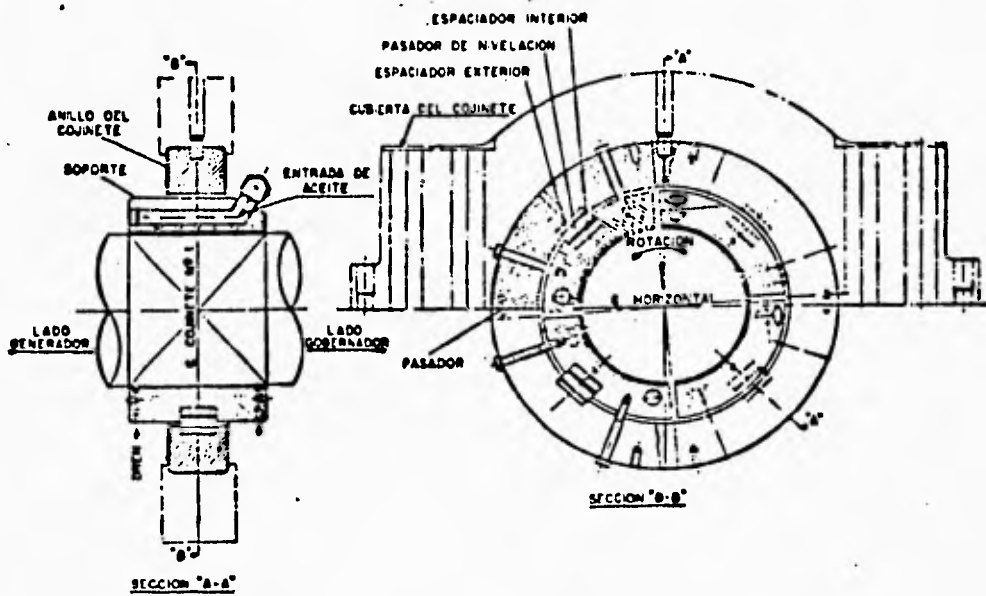 "B"
ANILLO DEL
COJINETE
SOPORTE
ENTRADA DE
ACEITE
℄ COJINETE Nº 1
LADO
GENERADOR
LADO
GOBERNADOR
DREN
"B"
SECCION "A-A"
ESPACIADOR INTERIOR
PASADOR DE NIVELACION
ESPACIADOR EXTERIOR
CUBIERTA DEL COJINETE
"A"
ROTACION
℄ HORIZONTAL
PASADOR
"A"
SECCION "B-B"